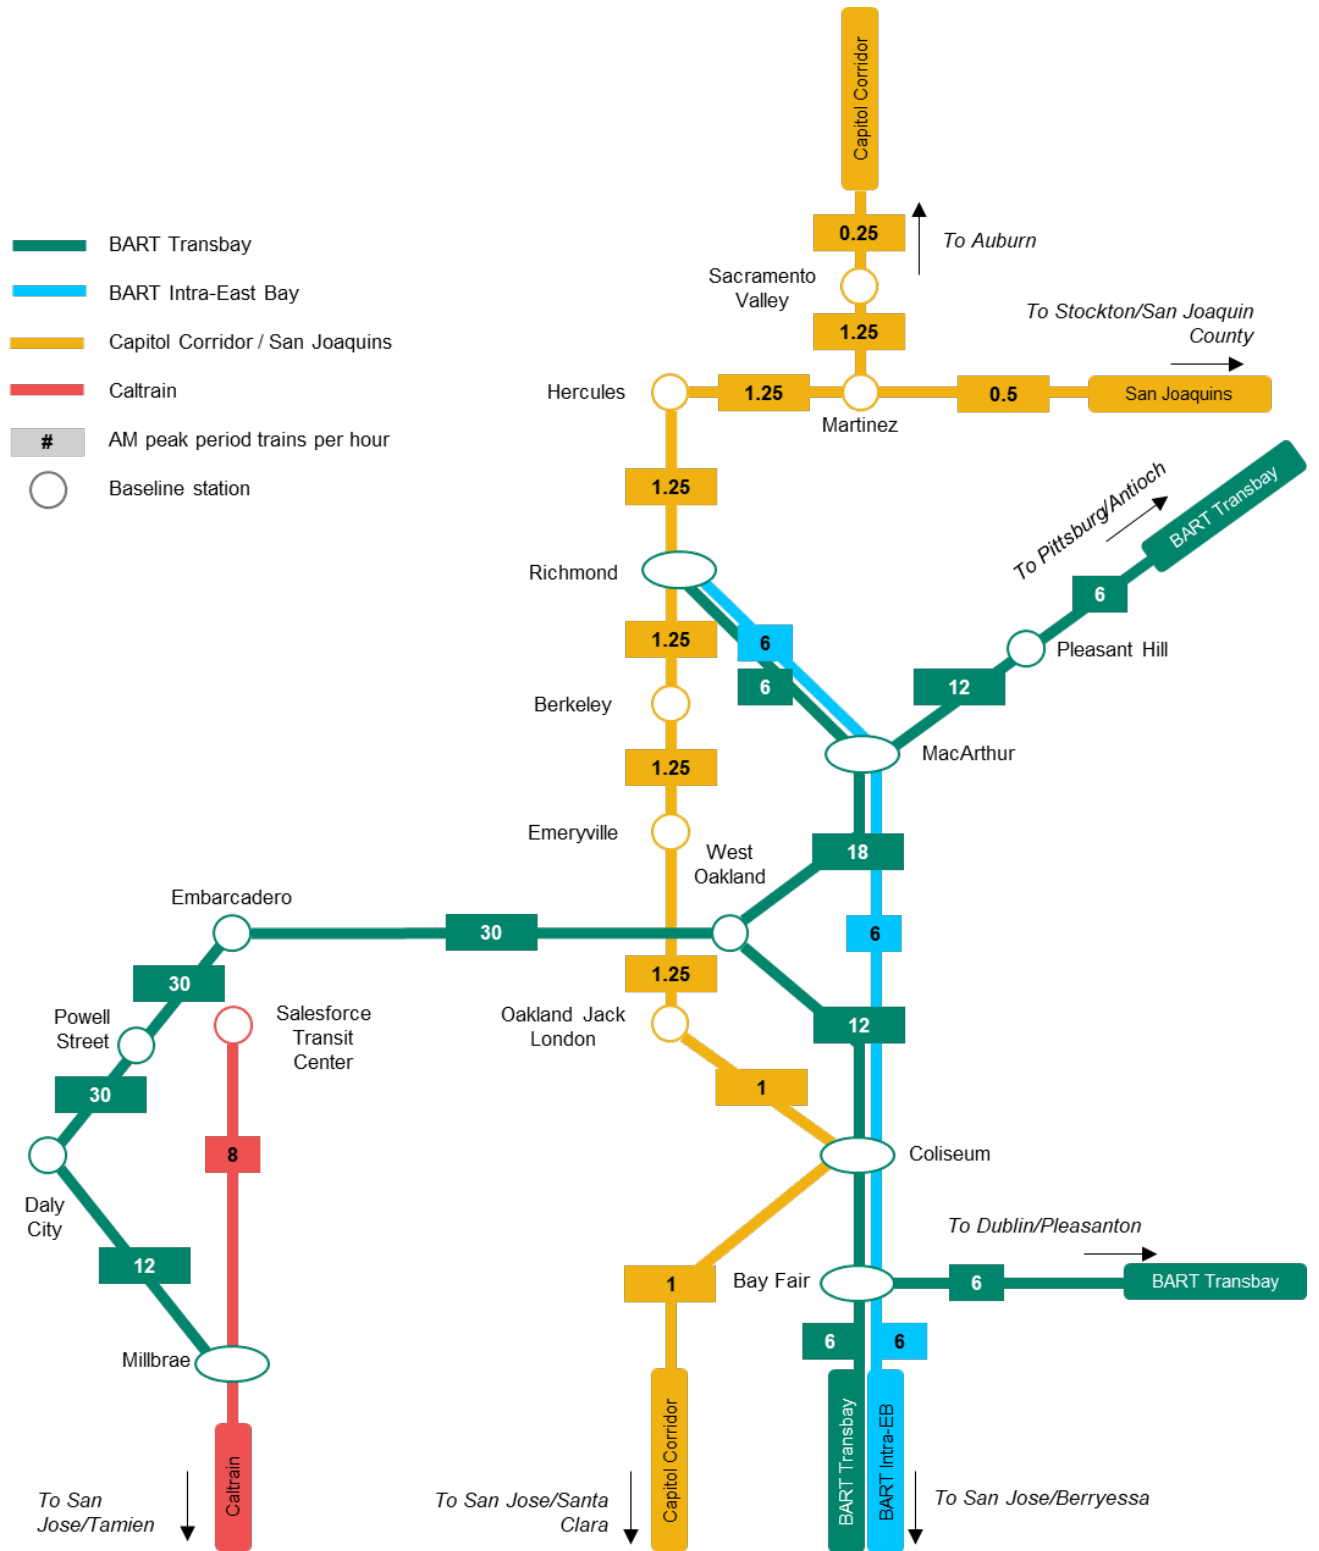 Capitol Corridor
0.25
To Auburn
BART Transbay
Sacramento
Valley
BART Intra-East Bay
1.25
To Stockton/San Joaquin
County
Capitol Corridor / San Joaquins
Caltrain
Hercules
1.25
0.5
San Joaquins
Martinez
#
AM peak period trains per hour
Baseline station
1.25
To Pittsburg/Antioch
BART Transbay
Richmond
6
1.25
6
Pleasant Hill
6
12
Berkeley
MacArthur
1.25
Emeryville
West
Oakland
18
Embarcadero
30
6
30
1.25
Powell
Street
Salesforce
Transit
Center
Oakland Jack
London
12
30
1
8
Coliseum
Daly
City
To Dublin/Pleasanton
12
1
Bay Fair
6
BART Transbay
6
6
Millbrae
Caltrain
Capitol Corridor
BART Transbay
BART Intra-EB
To San
Jose/Tamien
To San Jose/Santa
Clara
To San Jose/Berryessa